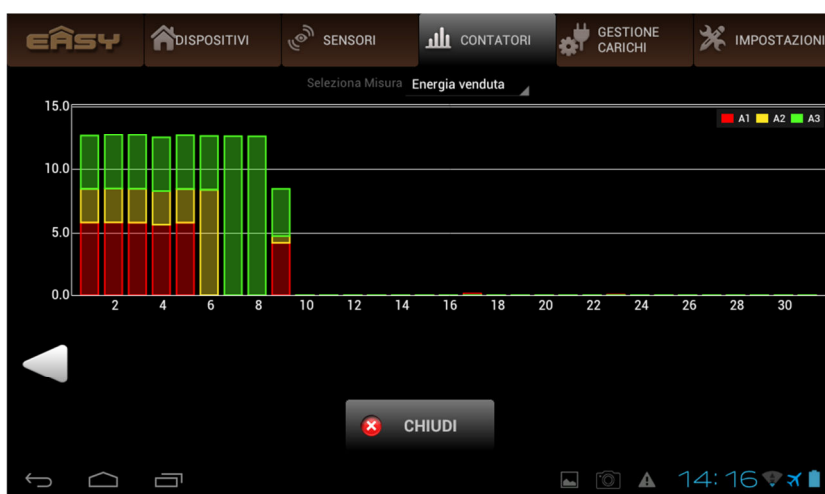 EÂSY DISPOSITIVI SENSORI CONTATORI GESTIONE CARICHI IMPOSTAZIONI
Seleziona Misura Energia venduta
15.0
A1 A2 A3
10.0
5.0
0.0
2 4 6 8 10 12 14 16 18 20 22 24 26 28 30
CHIUDI
14:16